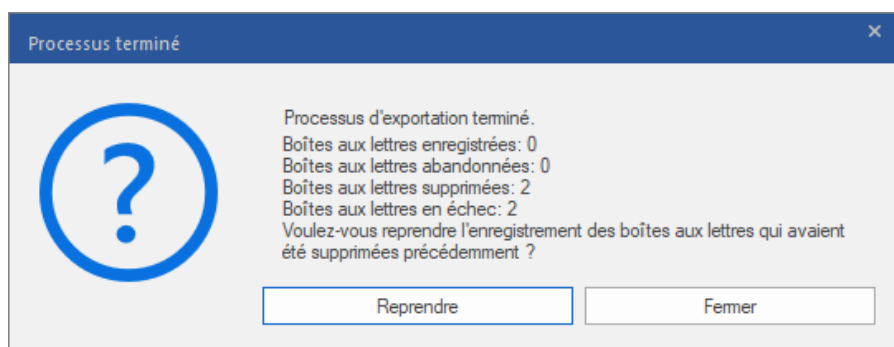 Processus terminé
Processus d'exportation terminé.
Boîtes aux lettres enregistrées: 0
Boîtes aux lettres abandonnées: 0
Boîtes aux lettres supprimées: 2
Boîtes aux lettres en échec: 2
Voulez-vous reprendre l'enregistrement des boîtes aux lettres qui avaient
été supprimées précédemment ?
Reprendre
Fermer